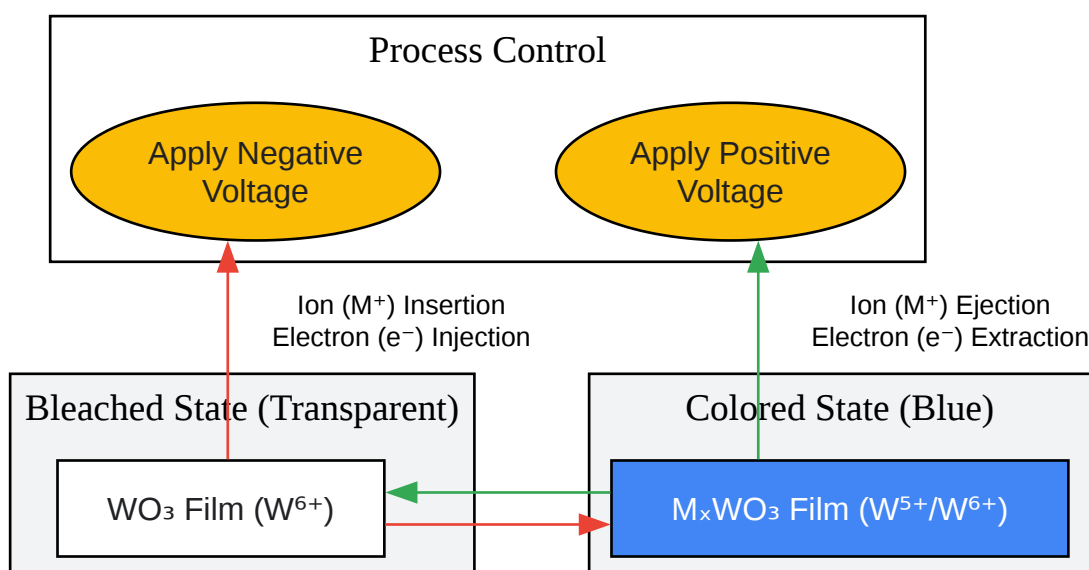 Process Control
Apply Negative
Voltage
Apply Positive
Voltage
Ion (M⁺) Insertion
Electron (e⁻) Injection
Ion (M⁺) Ejection
Electron (e⁻) Extraction
Bleached State (Transparent)
Colored State (Blue)
WO₃ Film (W⁶⁺)
MₓWO₃ Film (W⁵⁺/W⁶⁺)